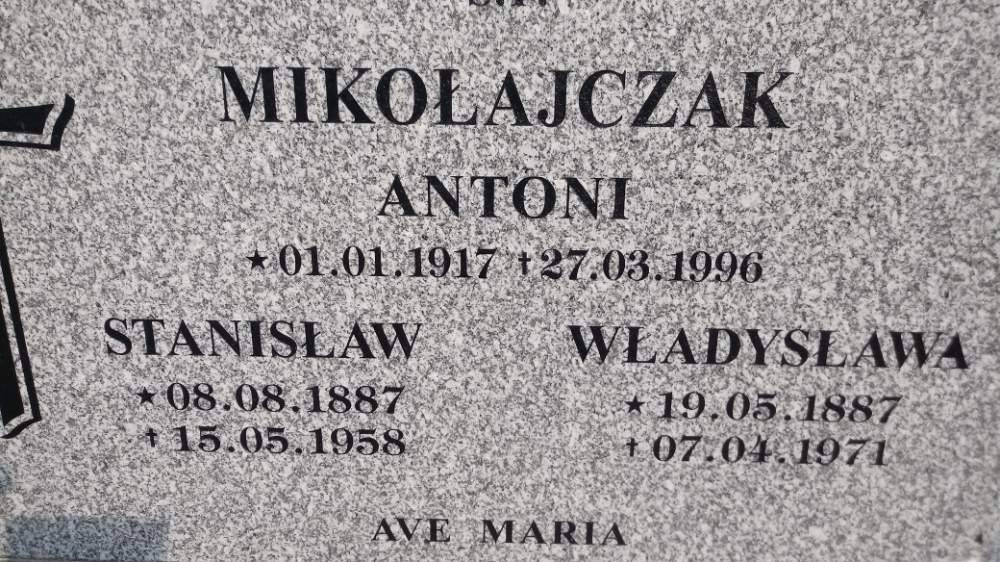 Ś.P.
MIKOŁAJCZAK
ANTONI
★01.01.1917 †27.03.1996
STANISŁAW WŁADYSŁAWA
★08.08.1887 ★19.05.1887
†15.05.1958 †07.04.1971
AVE MARIA